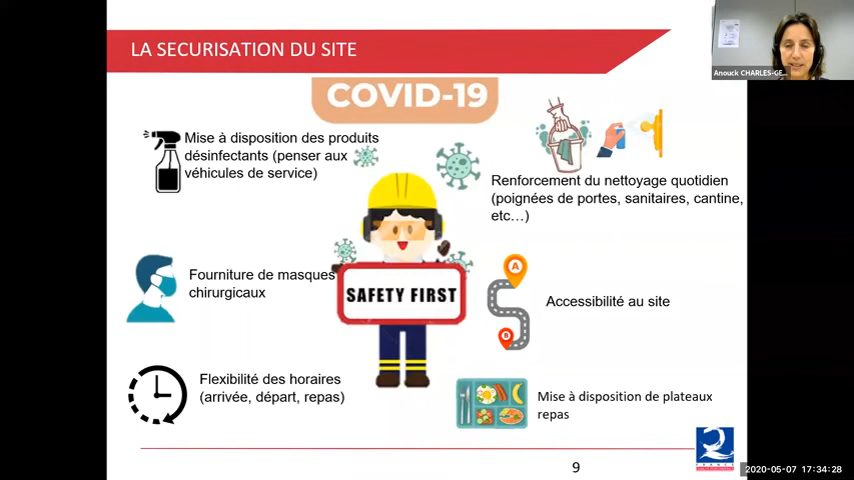 LA SECURISATION DU SITE
Anouck CHARLES-GE...
COVID-19
Mise à disposition des produits
désinfectants (penser aux
véhicules de service)
Renforcement du nettoyage quotidien
(poignées de portes, sanitaires, cantine,
etc…)
Fourniture de masques
chirurgicaux
SAFETY FIRST
A
B
Accessibilité au site
Flexibilité des horaires
(arrivée, départ, repas)
Mise à disposition de plateaux
repas
9
FRANCE
2020-05-07 17:34:28